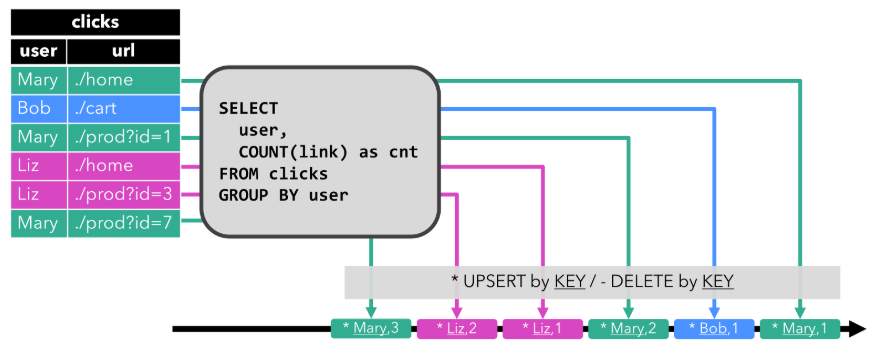 clicks
user url
Mary ./home
Bob ./cart
Mary ./prod?id=1
Liz ./home
Liz ./prod?id=3
Mary ./prod?id=7
SELECT
user,
COUNT(link) as cnt
FROM clicks
GROUP BY user
* UPSERT by KEY / - DELETE by KEY
* Mary,3 * Liz,2 * Liz,1 * Mary,2 * Bob,1 * Mary,1